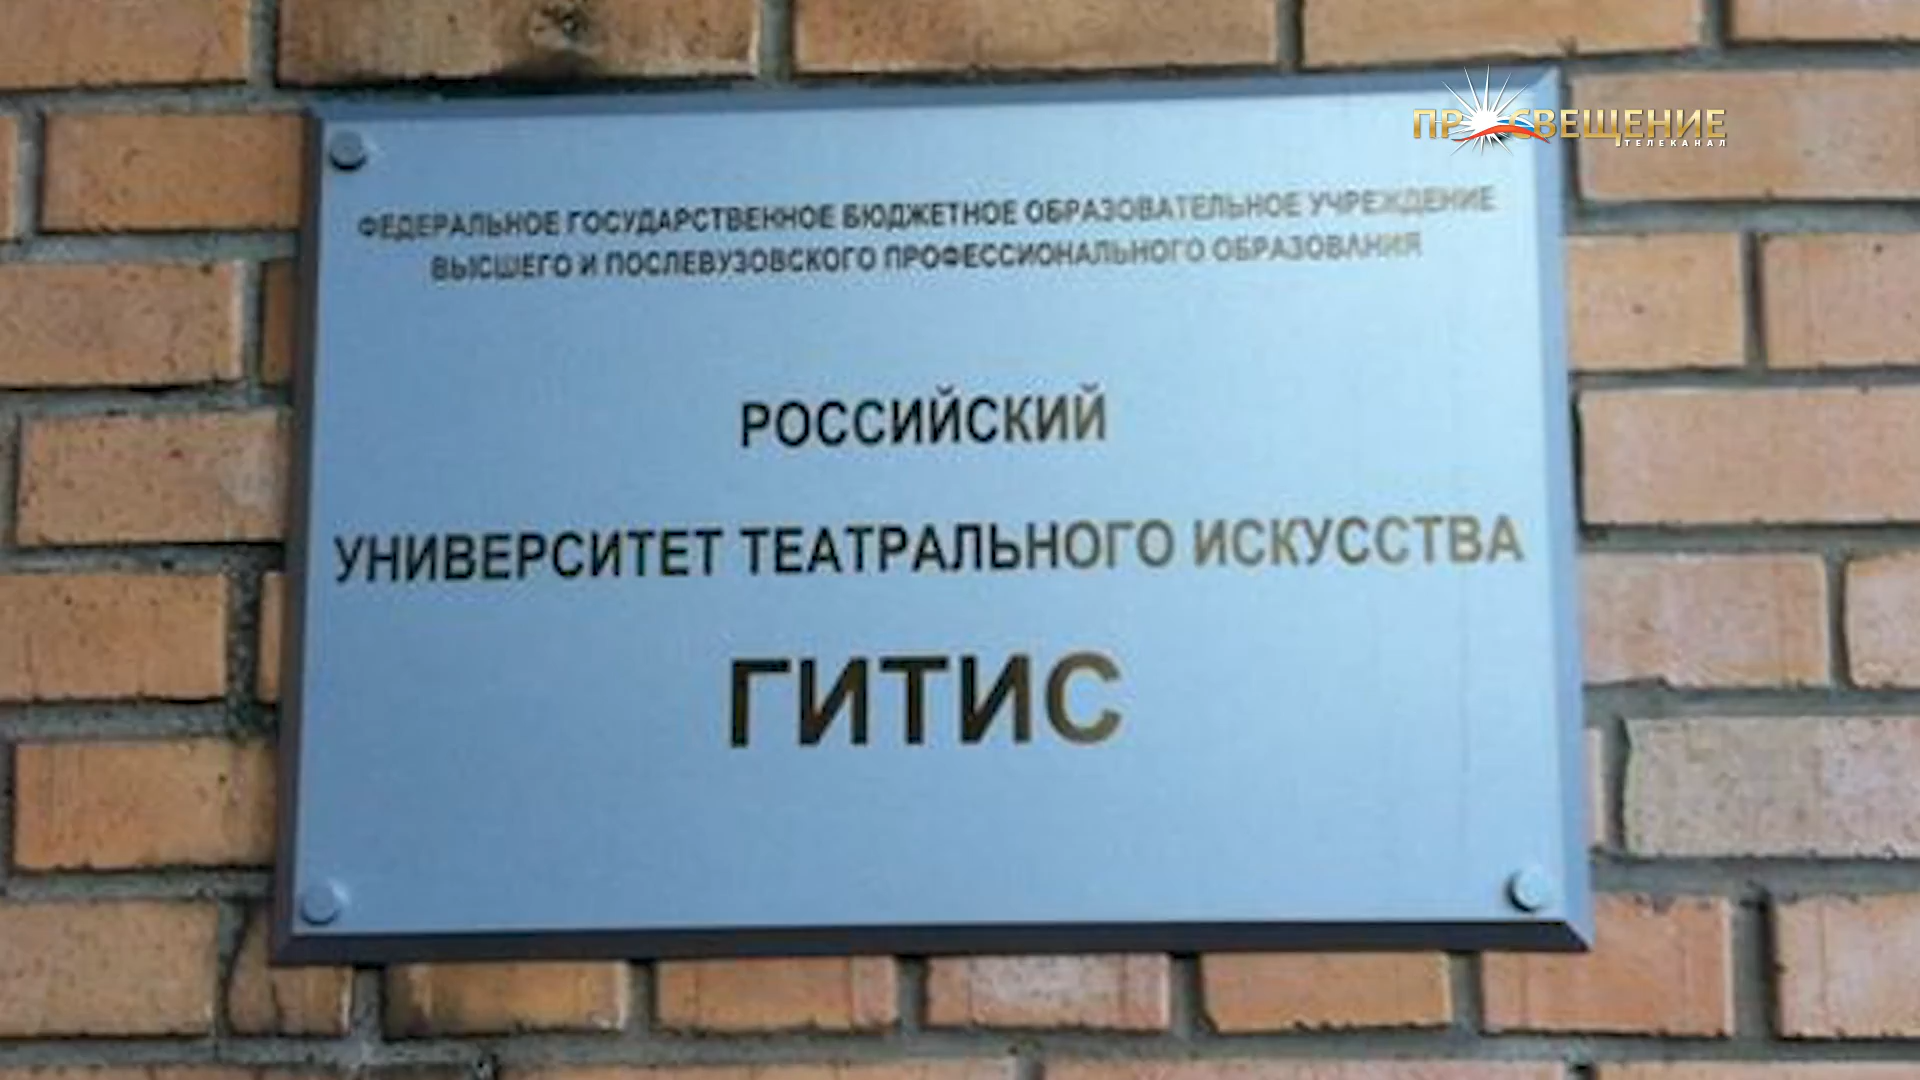 ПРОСВЕЩЕНИЕ
ТЕЛЕКАНАЛ
ФЕДЕРАЛЬНОЕ ГОСУДАРСТВЕННОЕ БЮДЖЕТНОЕ ОБРАЗОВАТЕЛЬНОЕ УЧРЕЖДЕНИЕ
ВЫСШЕГО И ПОСЛЕВУЗОВСКОГО ПРОФЕССИОНАЛЬНОГО ОБРАЗОВАНИЯ
РОССИЙСКИЙ
УНИВЕРСИТЕТ ТЕАТРАЛЬНОГО ИСКУССТВА
ГИТИС